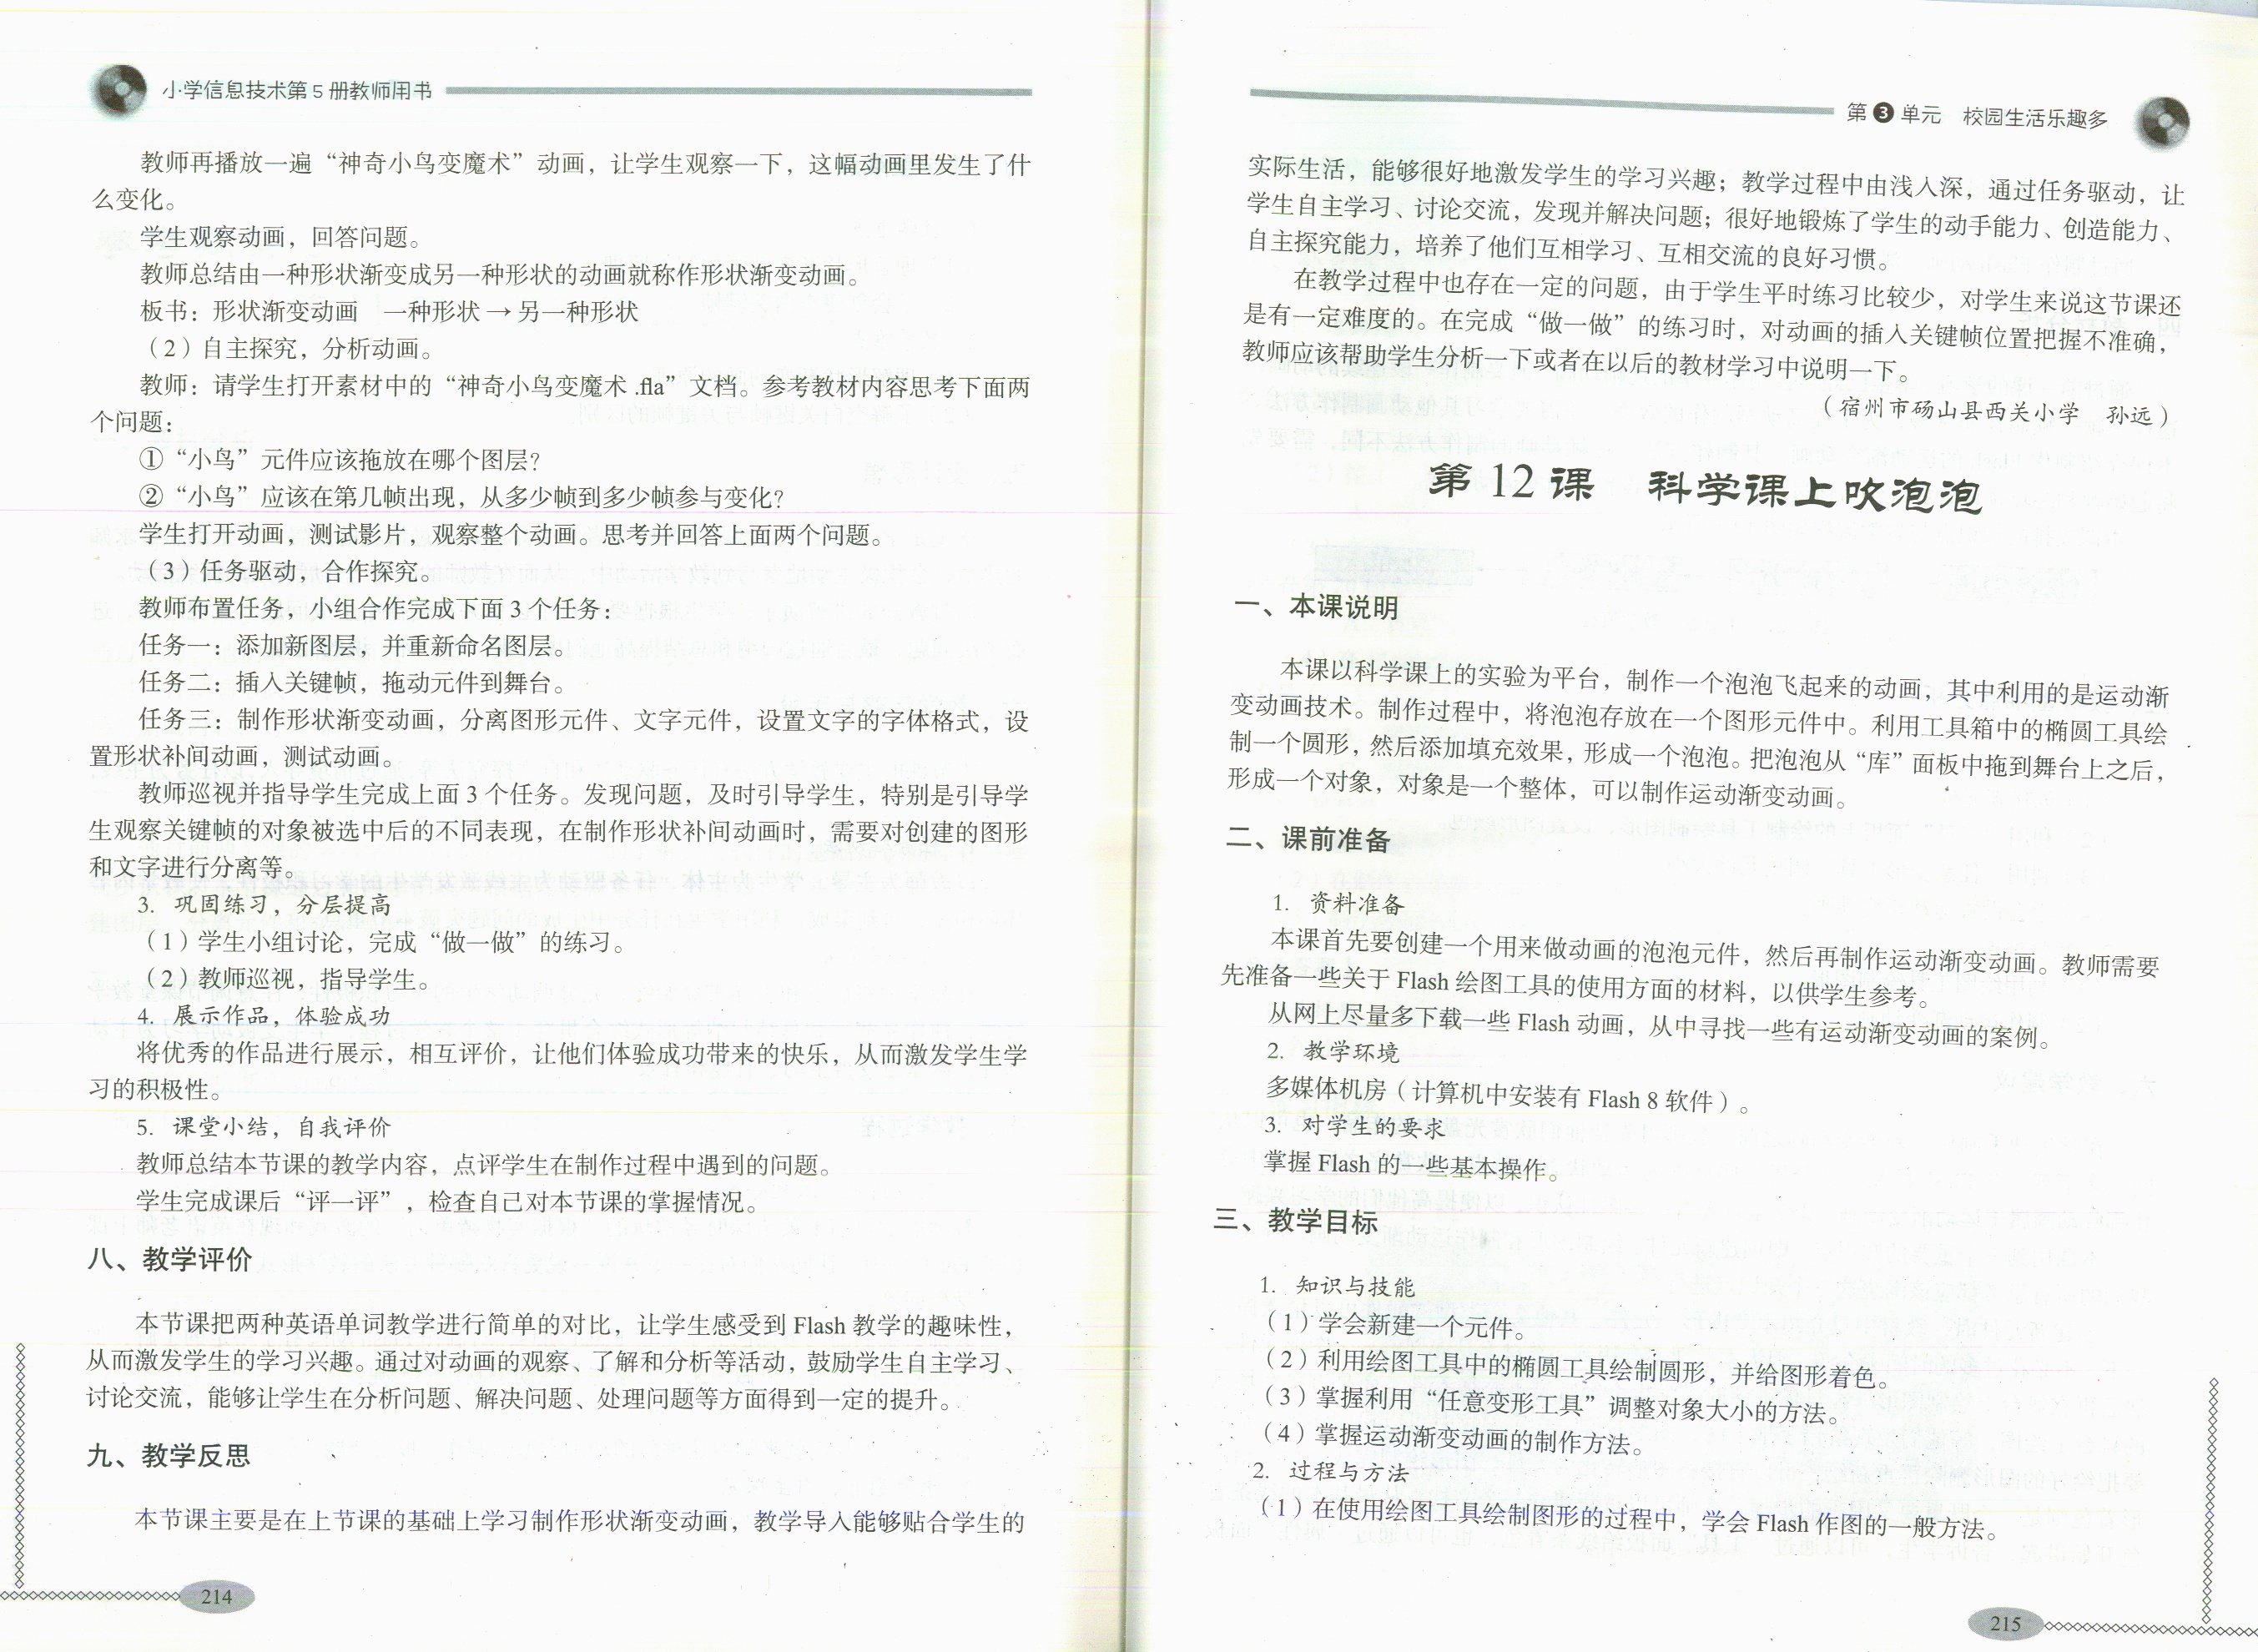 小学信息技术第5册教师用书
教师再播放一遍“神奇小鸟变魔术”动画，让学生观察一下，这幅动画里发生了什
么变化。
学生观察动画，回答问题。
教师总结由一种形状渐变成另一种形状的动画就称作形状渐变动画。
板书：形状渐变动画　一种形状→另一种形状
（2）自主探究，分析动画。
教师：请学生打开素材中的“神奇小鸟变魔术.fla”文档。参考教材内容思考下面两
个问题：
①“小鸟”元件应该拖放在哪个图层？
②“小鸟”应该在第几帧出现，从多少帧到多少帧参与变化？
学生打开动画，测试影片，观察整个动画。思考并回答上面两个问题。
（3）任务驱动，合作探究。
教师布置任务，小组合作完成下面3个任务：
任务一：添加新图层，并重新命名图层。
任务二：插入关键帧，拖动元件到舞台。
任务三：制作形状渐变动画，分离图形元件、文字元件，设置文字的字体格式，设
置形状补间动画，测试动画。
教师巡视并指导学生完成上面3个任务。发现问题，及时引导学生，特别是引导学
生观察关键帧的对象被选中后的不同表现，在制作形状补间动画时，需要对创建的图形
和文字进行分离等。
3. 巩固练习，分层提高
（1）学生小组讨论，完成“做一做”的练习。
（2）教师巡视，指导学生。
4. 展示作品，体验成功
将优秀的作品进行展示，相互评价，让他们体验成功带来的快乐，从而激发学生学
习的积极性。
5. 课堂小结，自我评价
教师总结本节课的教学内容，点评学生在制作过程中遇到的问题。
学生完成课后“评一评”，检查自己对本节课的掌握情况。
八、教学评价
本节课把两种英语单词教学进行简单的对比，让学生感受到Flash教学的趣味性，
从而激发学生的学习兴趣。通过对动画的观察、了解和分析等活动，鼓励学生自主学习、
讨论交流，能够让学生在分析问题、解决问题、处理问题等方面得到一定的提升。
九、教学反思
本节课主要是在上节课的基础上学习制作形状渐变动画，教学导入能够贴合学生的
214
第3单元　校园生活乐趣多
实际生活，能够很好地激发学生的学习兴趣；教学过程中由浅入深，通过任务驱动，让
学生自主学习、讨论交流，发现并解决问题；很好地锻炼了学生的动手能力、创造能力、
自主探究能力，培养了他们互相学习、互相交流的良好习惯。
在教学过程中也存在一定的问题，由于学生平时练习比较少，对学生来说这节课还
是有一定难度的。在完成“做一做”的练习时，对动画的插入关键帧位置把握不准确，
教师应该帮助学生分析一下或者在以后的教材学习中说明一下。
（宿州市砀山县西关小学　孙远）
第12课　科学课上吹泡泡
一、本课说明
本课以科学课上的实验为平台，制作一个泡泡飞起来的动画，其中利用的是运动渐
变动画技术。制作过程中，将泡泡存放在一个图形元件中。利用工具箱中的椭圆工具绘
制一个圆形，然后添加填充效果，形成一个泡泡。把泡泡从“库”面板中拖到舞台上之后，
形成一个对象，对象是一个整体，可以制作运动渐变动画。
二、课前准备
1. 资料准备
本课首先要创建一个用来做动画的泡泡元件，然后再制作运动渐变动画。教师需要
先准备一些关于Flash绘图工具的使用方面的材料，以供学生参考。
从网上尽量多下载一些Flash动画，从中寻找一些有运动渐变动画的案例。
2. 教学环境
多媒体机房（计算机中安装有Flash 8软件）。
3. 对学生的要求
掌握Flash的一些基本操作。
三、教学目标
1. 知识与技能
（1）学会新建一个元件。
（2）利用绘图工具中的椭圆工具绘制圆形，并给图形着色。
（3）掌握利用“任意变形工具”调整对象大小的方法。
（4）掌握运动渐变动画的制作方法。
2. 过程与方法
（1）在使用绘图工具绘制图形的过程中，学会Flash作图的一般方法。
215